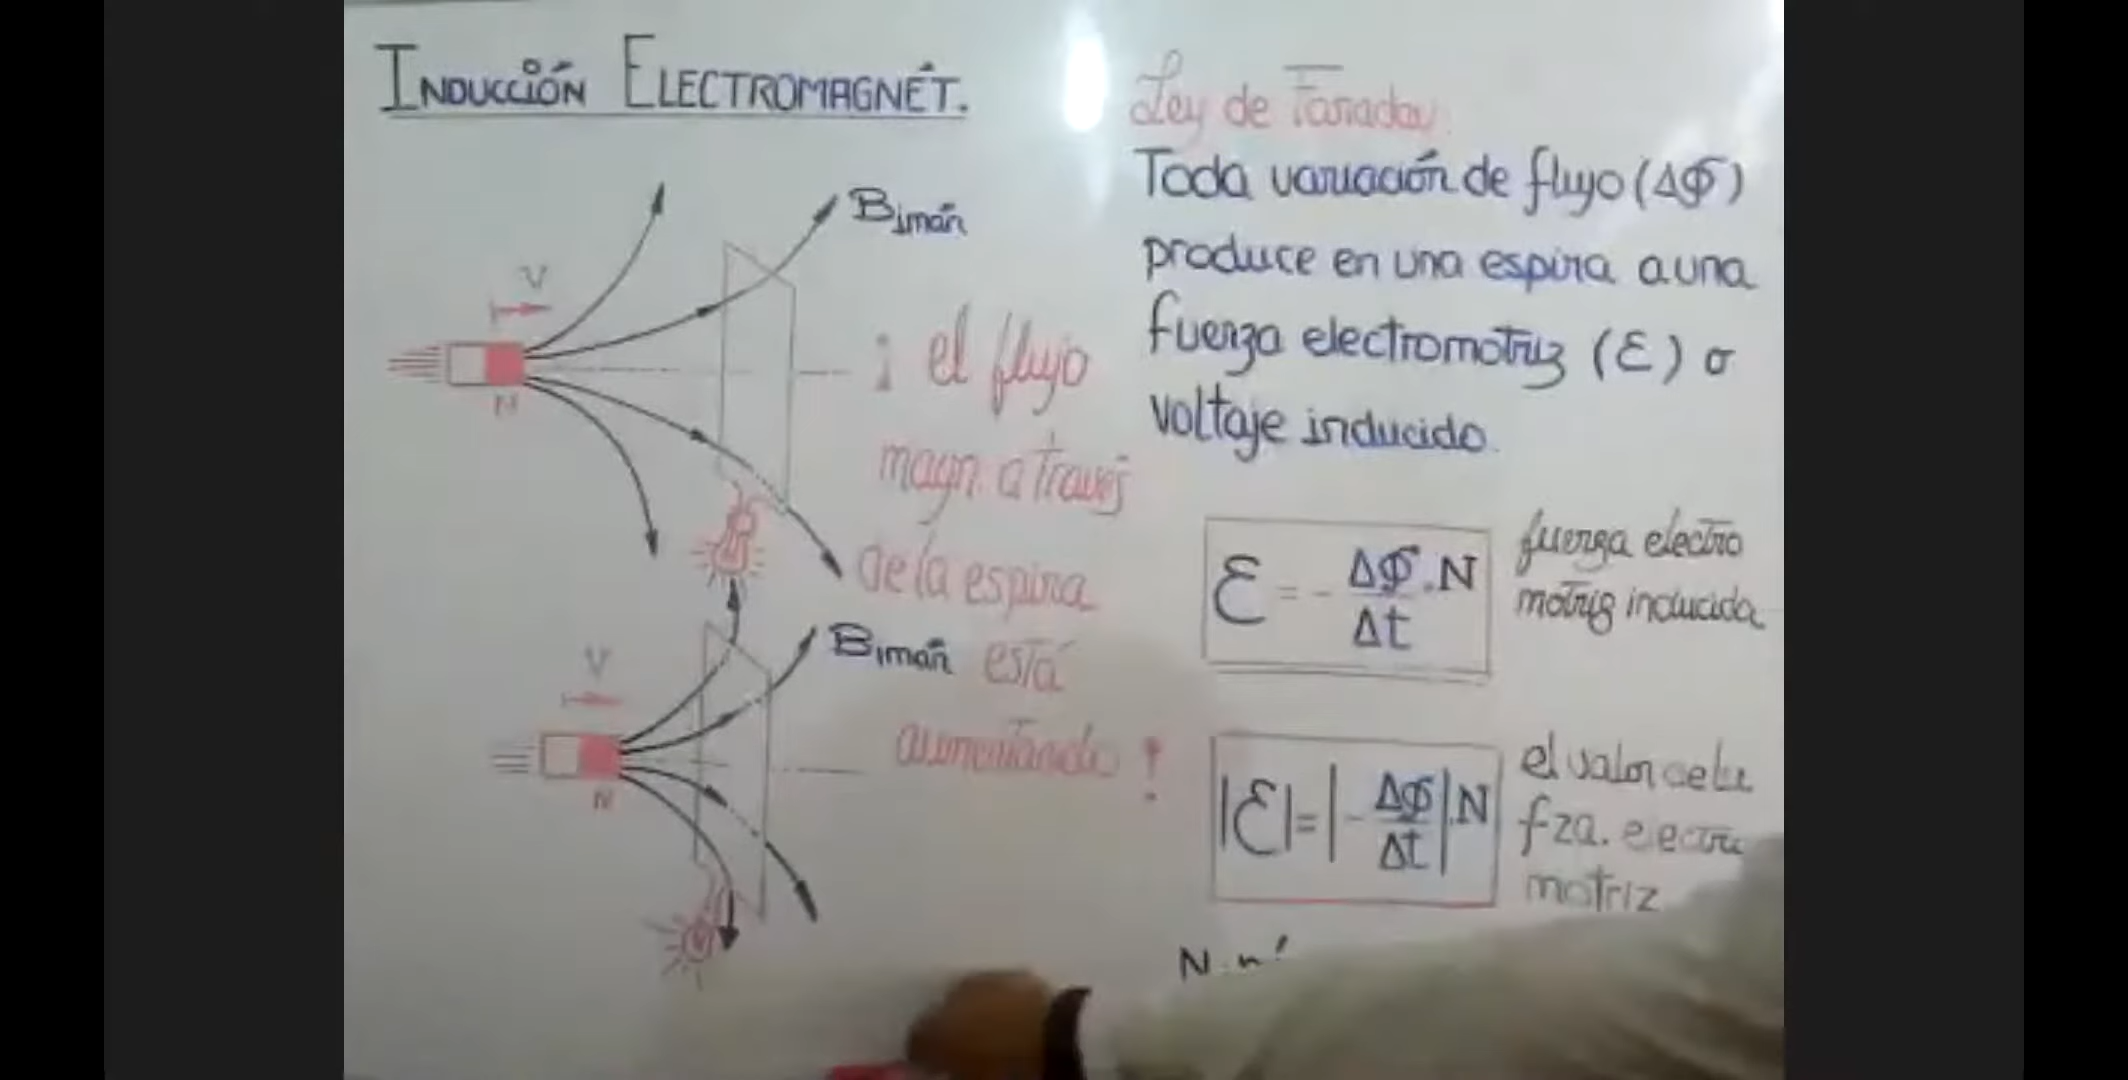 INDUCCIÓN ELECTROMAGNÉT.
V
N
Bimán
¡ el flujo
magn. a través
de la espira
está
aumentando !
V
N
Bimán
Ley de Faraday.
Toda variación de flujo (ΔΦ)
produce en una espira a una
fuerza electromotriz (ε) o
voltaje inducido.
ε = - ΔΦ/Δt . N
fuerza electro
motriz inducida
|ε| = |- ΔΦ/Δt| . N
el valor de la
fza. electro
motriz
N